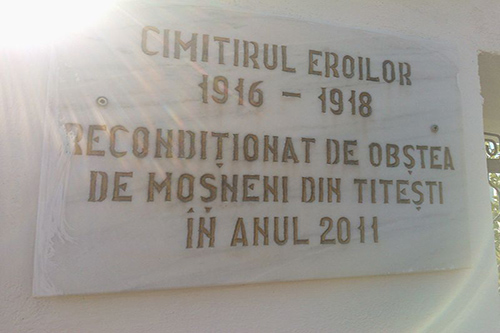 CIMITIRUL EROILOR
1916 - 1918
RECONDIȚIONAT DE OBȘTEA
DE MOȘNENI DIN TITEȘTI
ÎN ANUL 2011